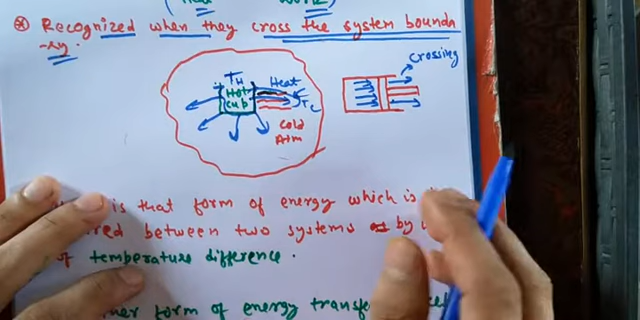 ⊛ Recognized when they cross the system bounda
-ry.
crossing
TH
Heat
Hot
cup
Tc
Cold
Atm
is that form of energy which is
between two systems by
of temperature difference.
form of energy